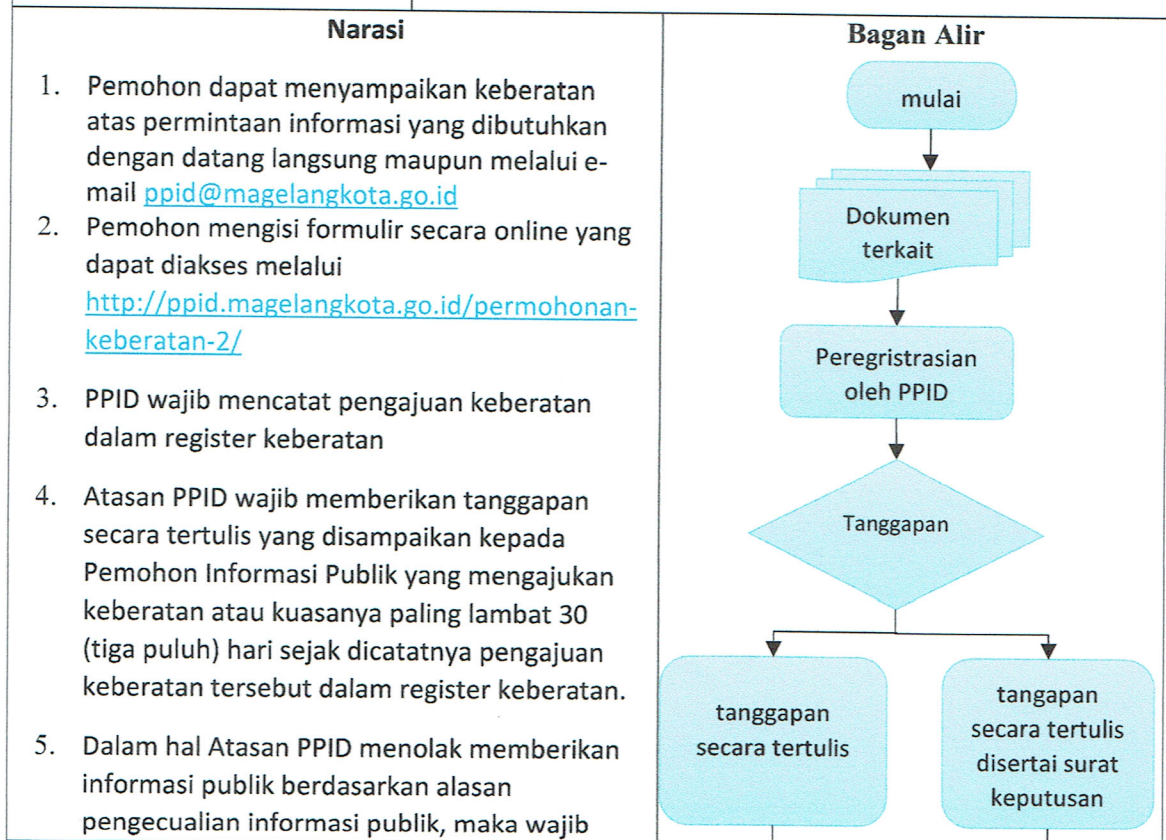 Narasi
1. Pemohon dapat menyampaikan keberatan
atas permintaan informasi yang dibutuhkan
dengan datang langsung maupun melalui e-
mail ppid@magelangkota.go.id
2. Pemohon mengisi formulir secara online yang
dapat diakses melalui
http://ppid.magelangkota.go.id/permohonan-
keberatan-2/
3. PPID wajib mencatat pengajuan keberatan
dalam register keberatan
4. Atasan PPID wajib memberikan tanggapan
secara tertulis yang disampaikan kepada
Pemohon Informasi Publik yang mengajukan
keberatan atau kuasanya paling lambat 30
(tiga puluh) hari sejak dicatatnya pengajuan
keberatan tersebut dalam register keberatan.
5. Dalam hal Atasan PPID menolak memberikan
informasi publik berdasarkan alasan
pengecualian informasi publik, maka wajib
Bagan Alir
mulai
Dokumen
terkait
Peregristrasian
oleh PPID
Tanggapan
tanggapan
secara tertulis
tangapan
secara tertulis
disertai surat
keputusan